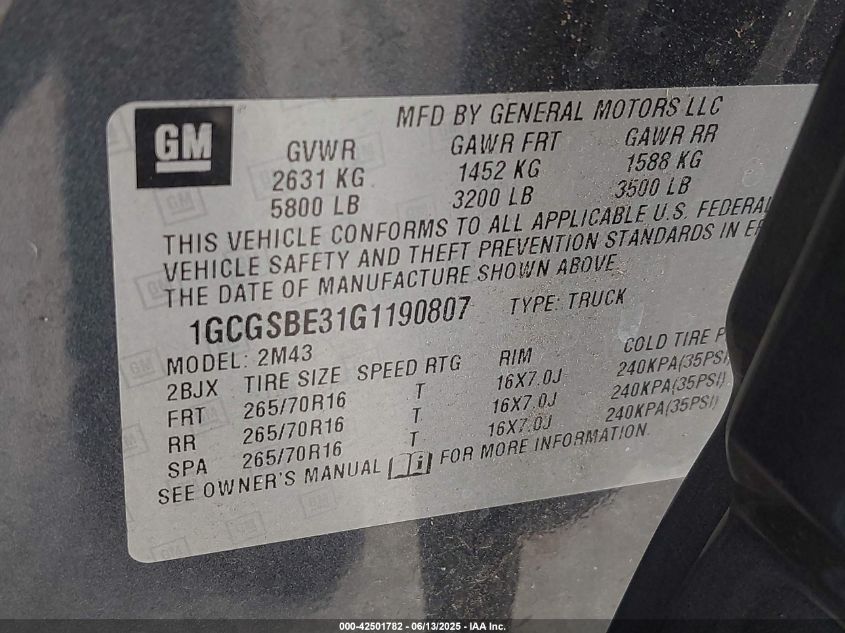 MFD BY GENERAL MOTORS LLC
GM
GVWR GAWR FRT GAWR RR
2631 KG 1452 KG 1588 KG
5800 LB 3200 LB 3500 LB
THIS VEHICLE CONFORMS TO ALL APPLICABLE U.S. FEDERAL
VEHICLE SAFETY AND THEFT PREVENTION STANDARDS IN
THE DATE OF MANUFACTURE SHOWN ABOVE
1GCGSBE31G1190807 TYPE: TRUCK
MODEL: 2M43
2BJX TIRE SIZE SPEED RTG RIM COLD TIRE
FRT 265/70R16 T 16X7.0J 240KPA(35PSI)
RR 265/70R16 T 16X7.0J 240KPA(35PSI)
SPA 265/70R16 T 16X7.0J 240KPA(35PSI)
SEE OWNER'S MANUAL FOR MORE INFORMATION.
000-42501782 - 06/13/2025 - IAA Inc.